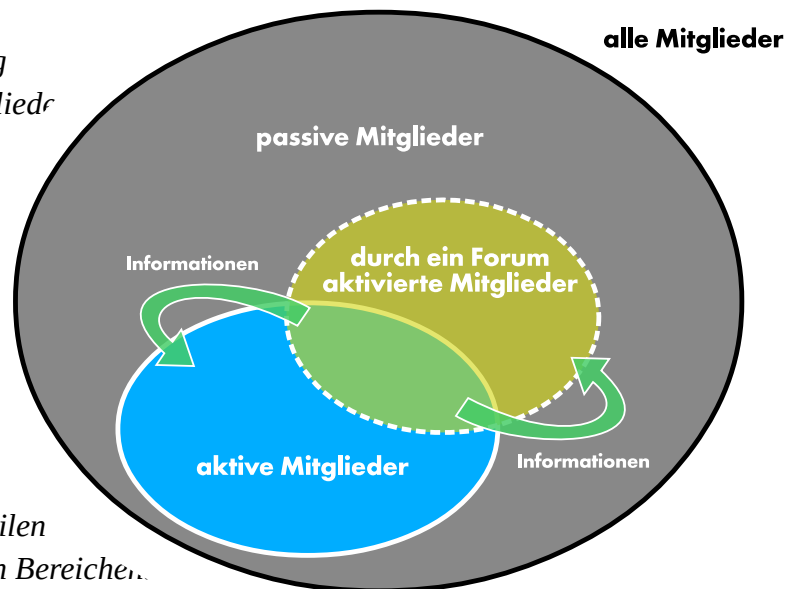 alle Mitglieder
passive Mitglieder
durch ein Forum
aktivierte Mitglieder
Informationen
aktive Mitglieder
Informationen